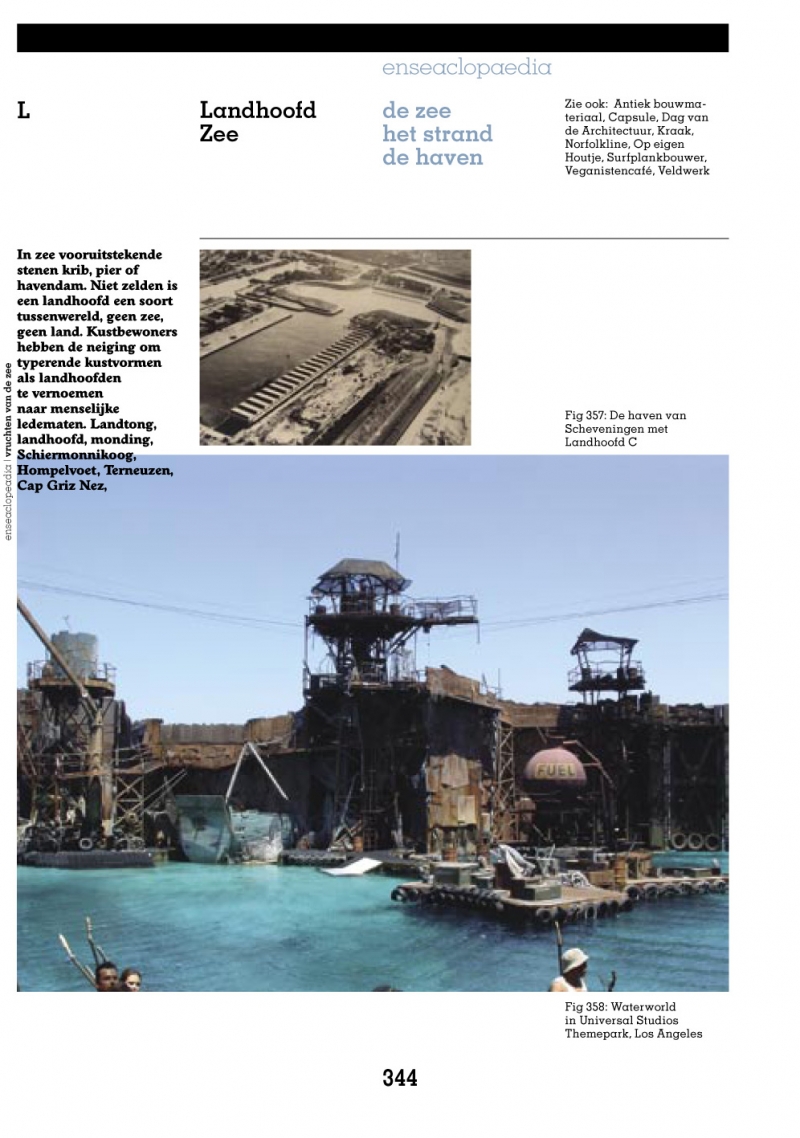 enseaclopaedia
L
Landhoofd
Zee
de zee
het strand
de haven
Zie ook: Antiek bouwma-
teriaal, Capsule, Dag van
de Architectuur, Kraak,
Norfolkline, Op eigen
Houtje, Surfplankbouwer,
Veganistencafé, Veldwerk
In zee vooruitstekende
stenen krib, pier of
havendam. Niet zelden is
een landhoofd een soort
tussenwereld, geen zee,
geen land. Kustbewoners
hebben de neiging om
typerende kustvormen
als landhoofden
te vernoemen
naar menselijke
ledematen. Landtong,
landhoofd, monding,
Schiermonnikoog,
Hompelvoet, Terneuzen,
Cap Griz Nez,
enseaclopeadia | vruchten van de zee
Fig 357: De haven van
Scheveningen met
Landhoofd C
FUEL
Fig 358: Waterworld
in Universal Studios
Themepark, Los Angeles
344